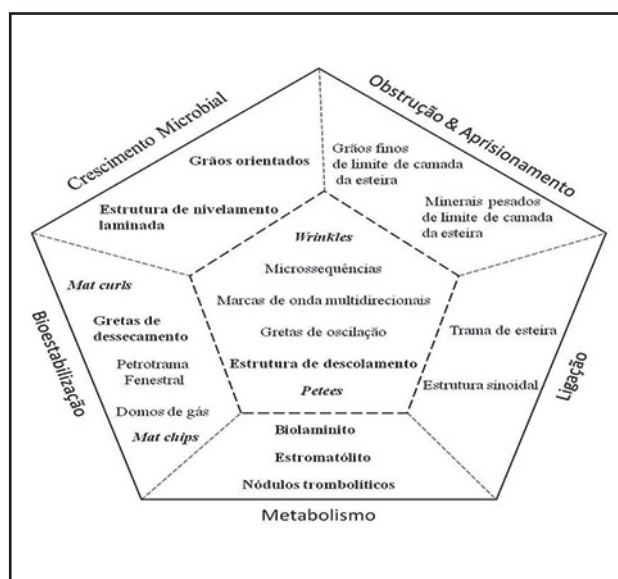 Crescimento Microbial
Obstrução & Aprisionamento
Grãos orientados
Estrutura de nivelamento
laminada
Grãos finos
de limite de camada
da esteira
Minerais pesados
de limite de camada
da esteira
Wrinkles
Microssequências
Marcas de onda multidirecionais
Gretas de oscilação
Estrutura de descolamento
Petees
Mat curls
Gretas de
dessecamento
Petrotrama
Fenestral
Domos de gás
Mat chips
Bioestabilização
Trama de esteira
Estrutura sinoidal
Ligação
Biolaminito
Estromatólito
Nódulos trombolíticos
Metabolismo